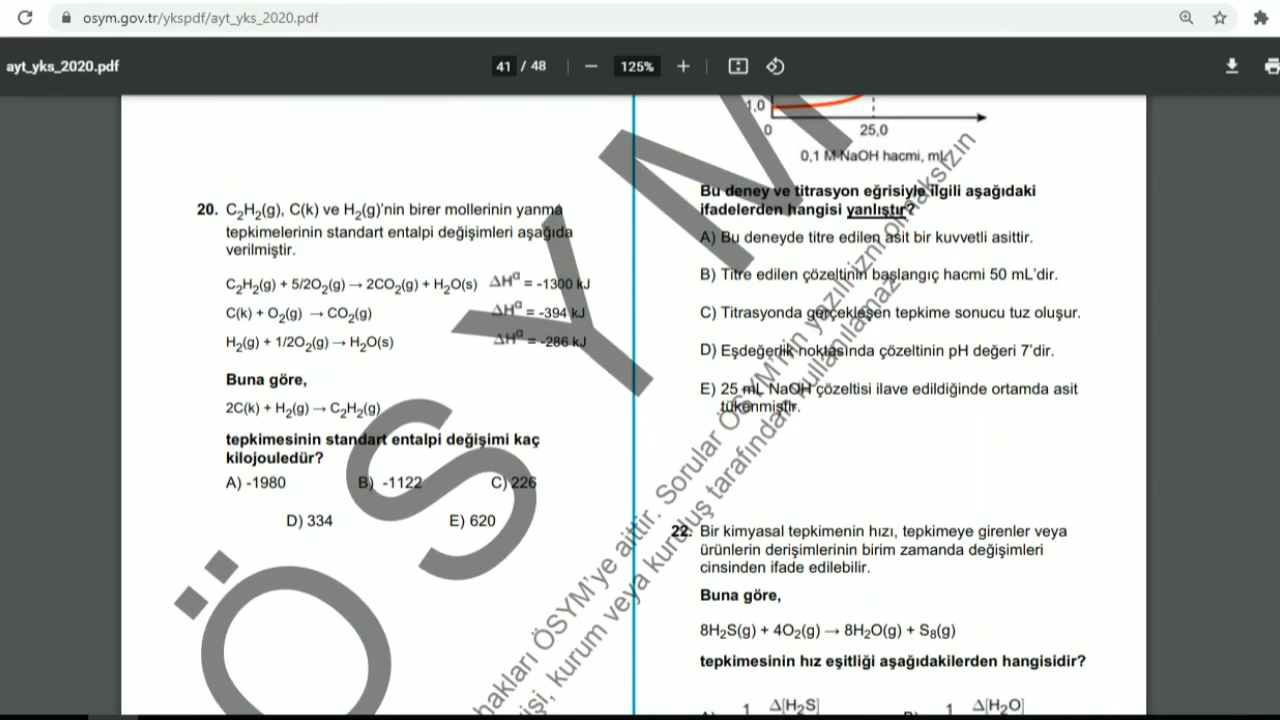 osym.gov.tr/ykspdf/ayt_yks_2020.pdf
ayt_yks_2020.pdf
41 / 48
125%
20. C₂H₂(g), C(k) ve H₂(g)'nin birer mollerinin yanma
tepkimelerinin standart entalpi değişimleri aşağıda
verilmiştir.
C₂H₂(g) + 5/2O₂(g) → 2CO₂(g) + H₂O(s) ΔH° = -1300 kJ
C(k) + O₂(g) → CO₂(g) ΔH° = -394 kJ
H₂(g) + 1/2O₂(g) → H₂O(s) ΔH° = -286 kJ
Buna göre,
2C(k) + H₂(g) → C₂H₂(g)
tepkimesinin standart entalpi değişimi kaç
kilojouledür?
A) -1980 B) -1122 C) 226
D) 334 E) 620
1,0
0 25,0
0,1 M NaOH hacmi, mL
Bu deney ve titrasyon eğrisiyle ilgili aşağıdaki
ifadelerden hangisi yanlıştır?
A) Bu deneyde titre edilen asit bir kuvvetli asittir.
B) Titre edilen çözeltinin başlangıç hacmi 50 mL'dir.
C) Titrasyonda gerçekleşen tepkime sonucu tuz oluşur.
D) Eşdeğerlik noktasında çözeltinin pH değeri 7'dir.
E) 25 mL NaOH çözeltisi ilave edildiğinde ortamda asit
tükenmiştir.
22. Bir kimyasal tepkimenin hızı, tepkimeye girenler veya
ürünlerin derişimlerinin birim zamanda değişimleri
cinsinden ifade edilebilir.
Buna göre,
8H₂S(g) + 4O₂(g) → 8H₂O(g) + S₈(g)
tepkimesinin hız eşitliği aşağıdakilerden hangisidir?
1 Δ[H₂S] 1 Δ[H₂O]
ÖSYM
hakları ÖSYM'ye aittir. Sorular ÖSYM'nin yazılı izni olmaksızın
kurum veya kuruluş tarafından kullanılamaz.